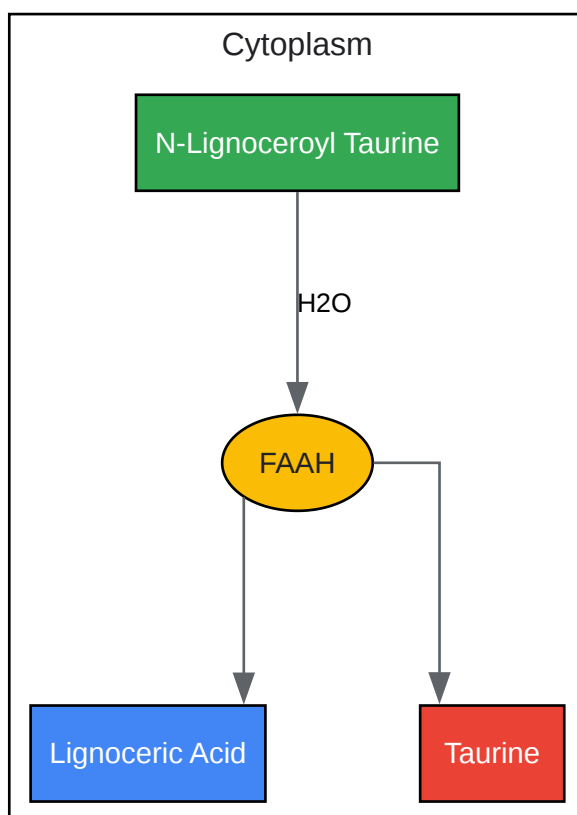 Cytoplasm
N-Lignoceroyl Taurine
H2O
FAAH
Lignoceric Acid
Taurine